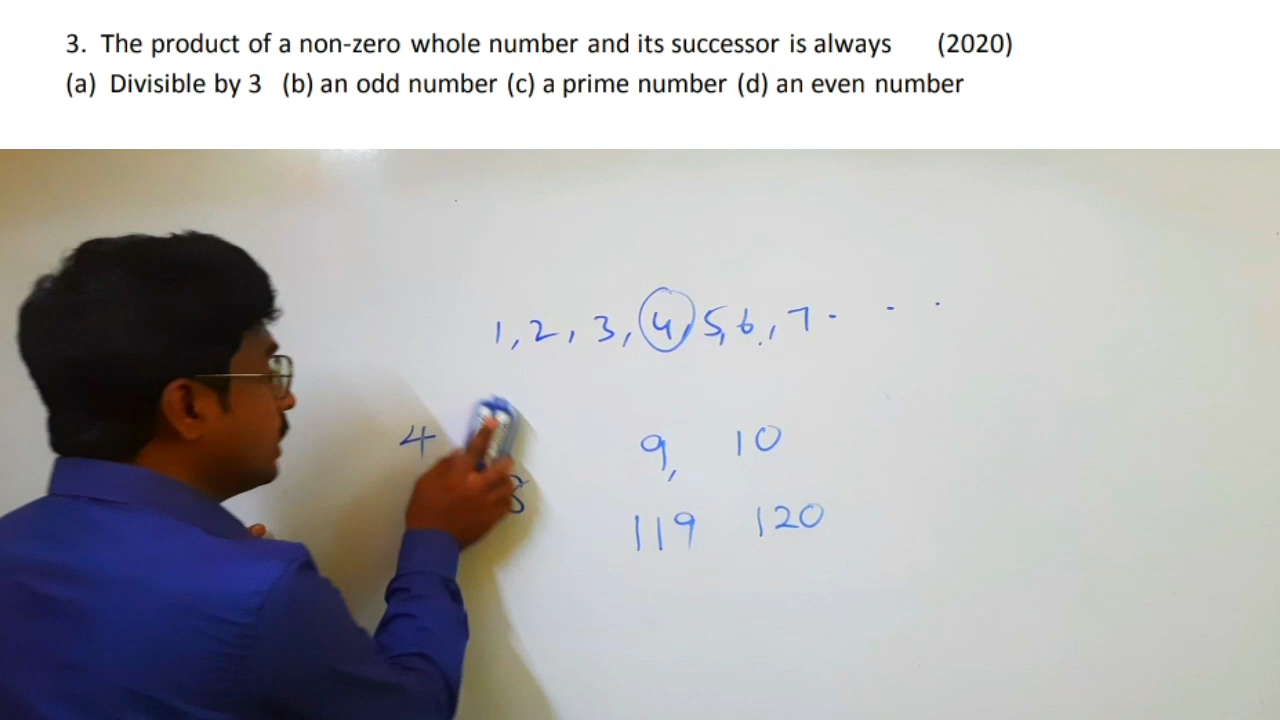 3. The product of a non-zero whole number and its successor is always (2020)
(a) Divisible by 3 (b) an odd number (c) a prime number (d) an even number
1, 2, 3, 4, 5, 6, 7 . . .
4 9, 10
8 119 120